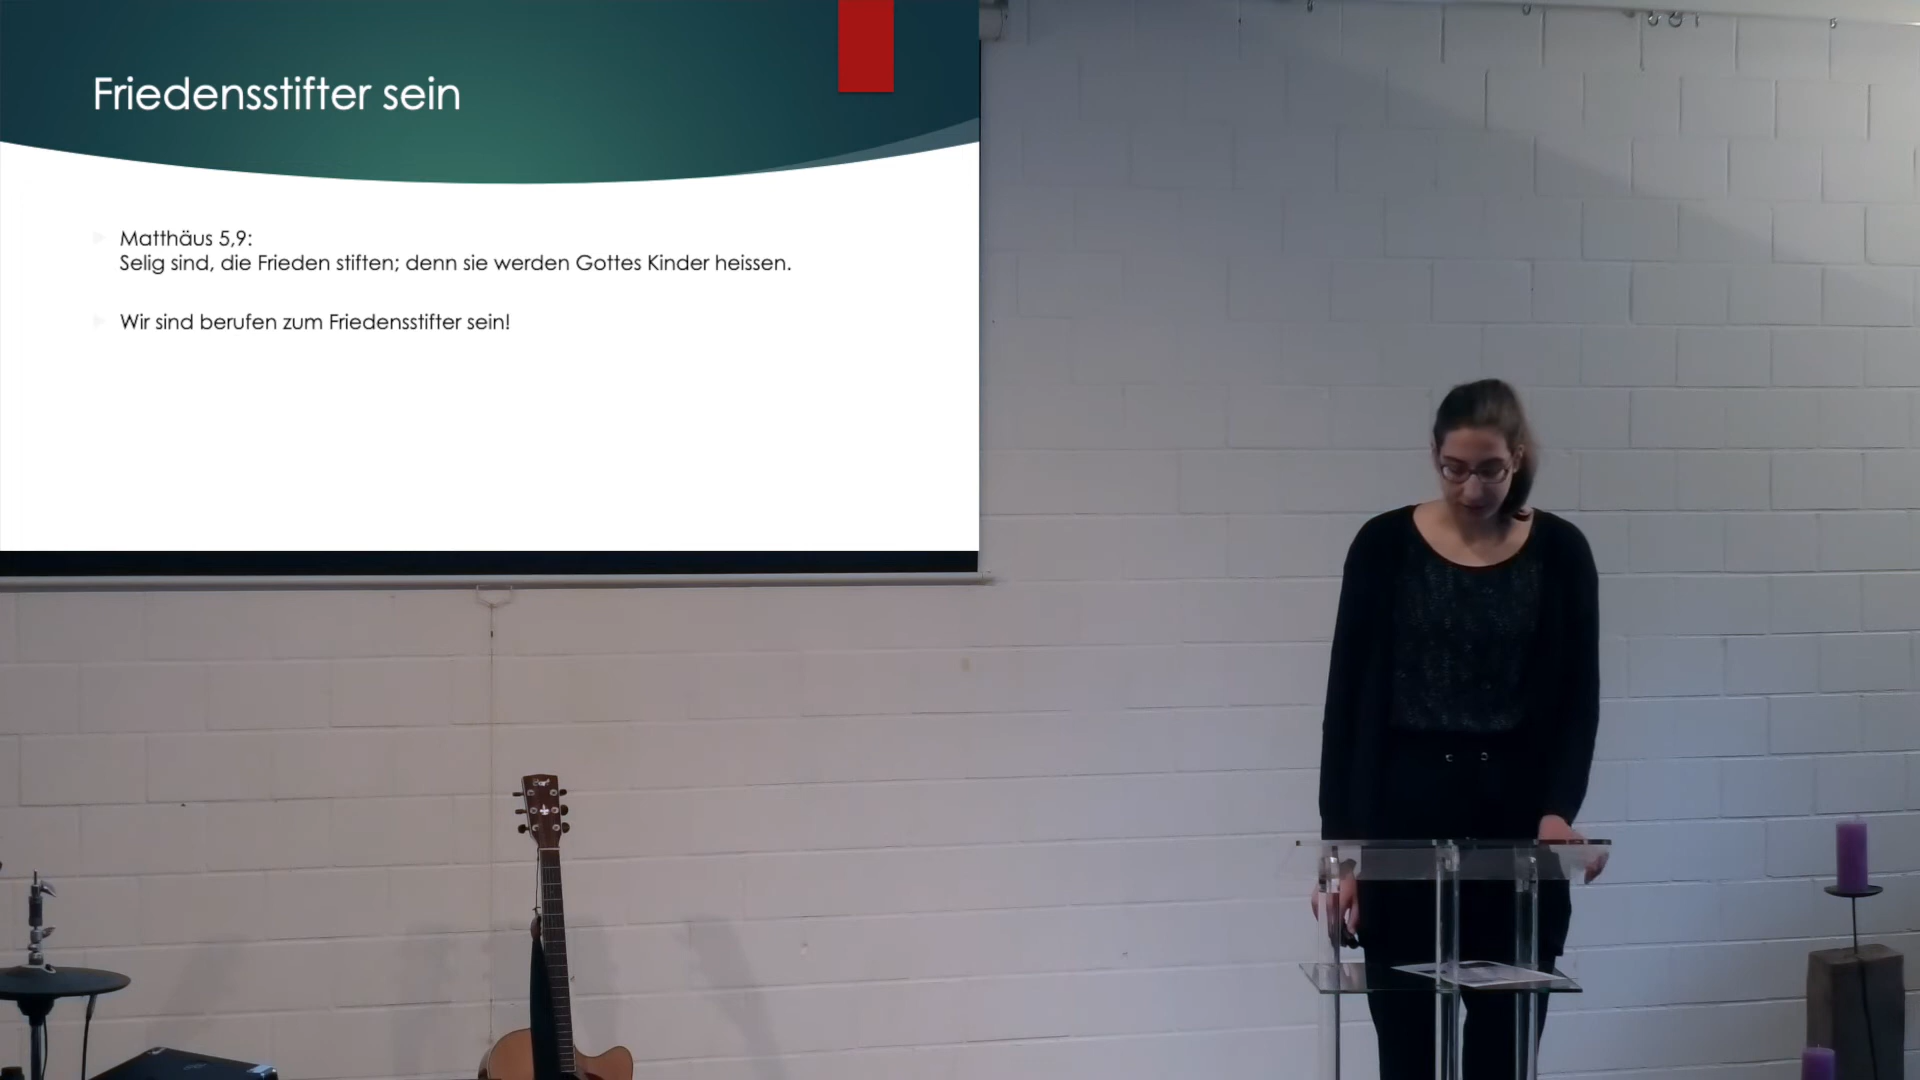 Friedensstifter sein
Matthäus 5,9:
Selig sind, die Frieden stiften; denn sie werden Gottes Kinder heissen.
Wir sind berufen zum Friedensstifter sein!